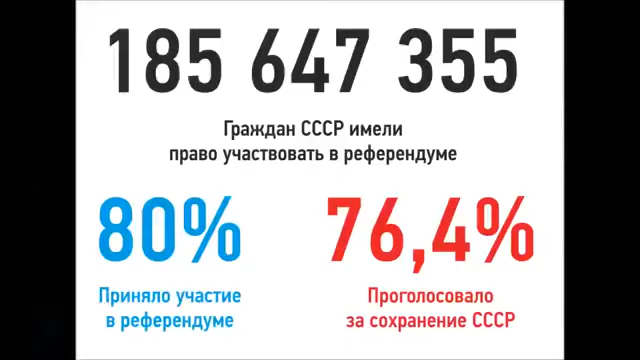 185 647 355
Граждан СССР имели
право участвовать в референдуме
80%
Приняло участие
в референдуме
76,4%
Проголосовало
за сохранение СССР